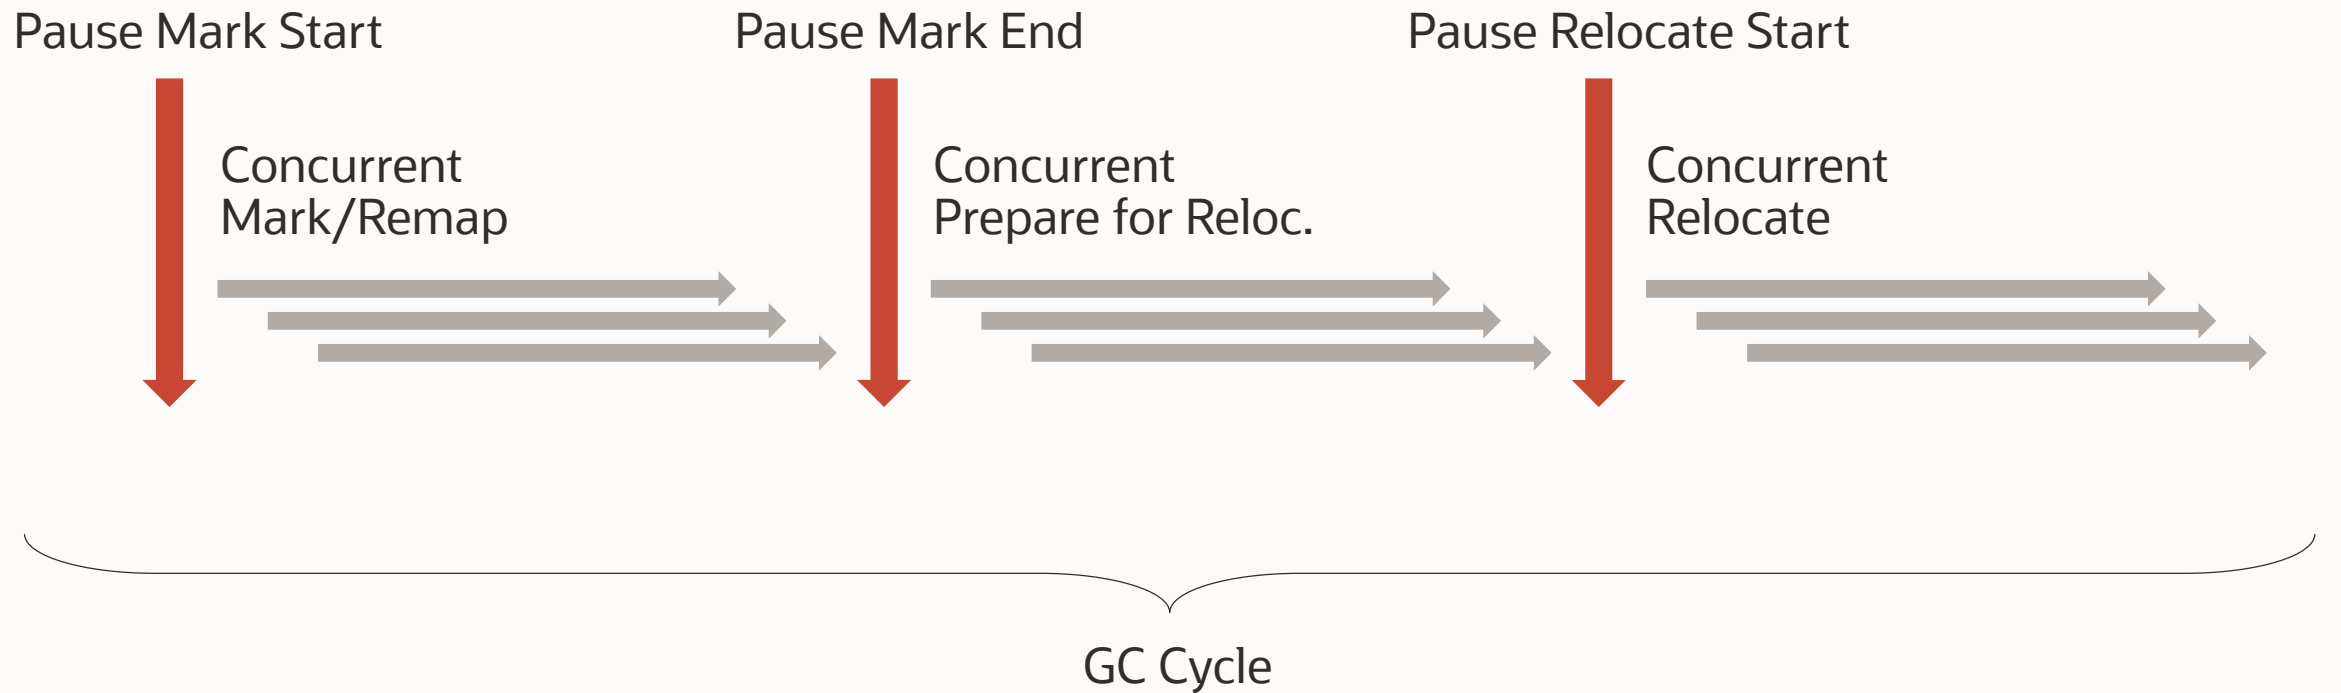 Pause Mark Start
Pause Mark End
Pause Relocate Start
Concurrent
Mark/Remap
Concurrent
Prepare for Reloc.
Concurrent
Relocate
GC Cycle